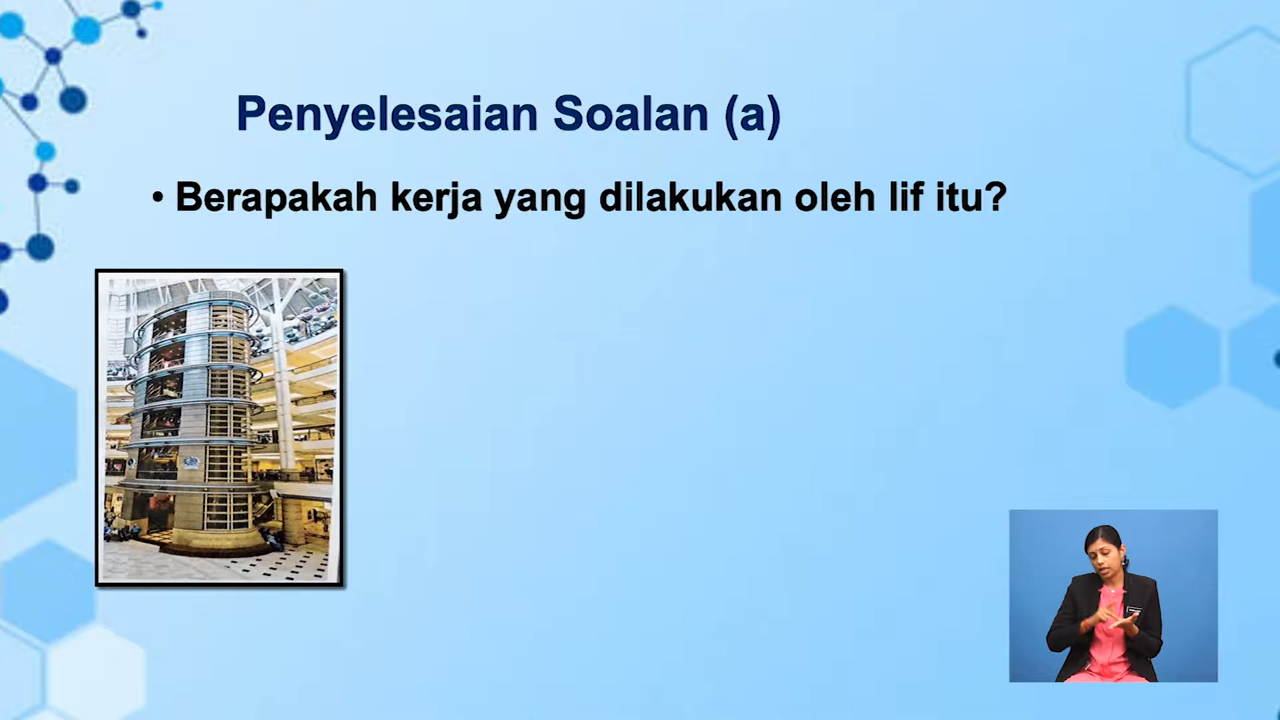 Penyelesaian Soalan (a)
• Berapakah kerja yang dilakukan oleh lif itu?